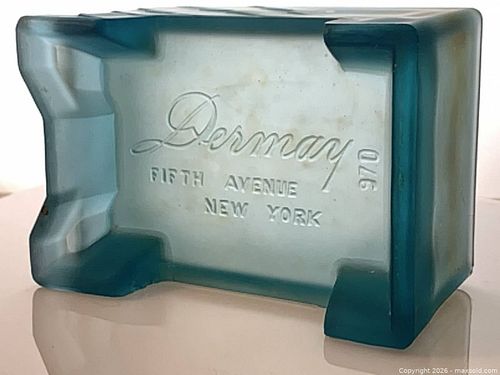 Dermay
FIFTH AVENUE
NEW YORK
970
Copyright 2026 - maxsold.com